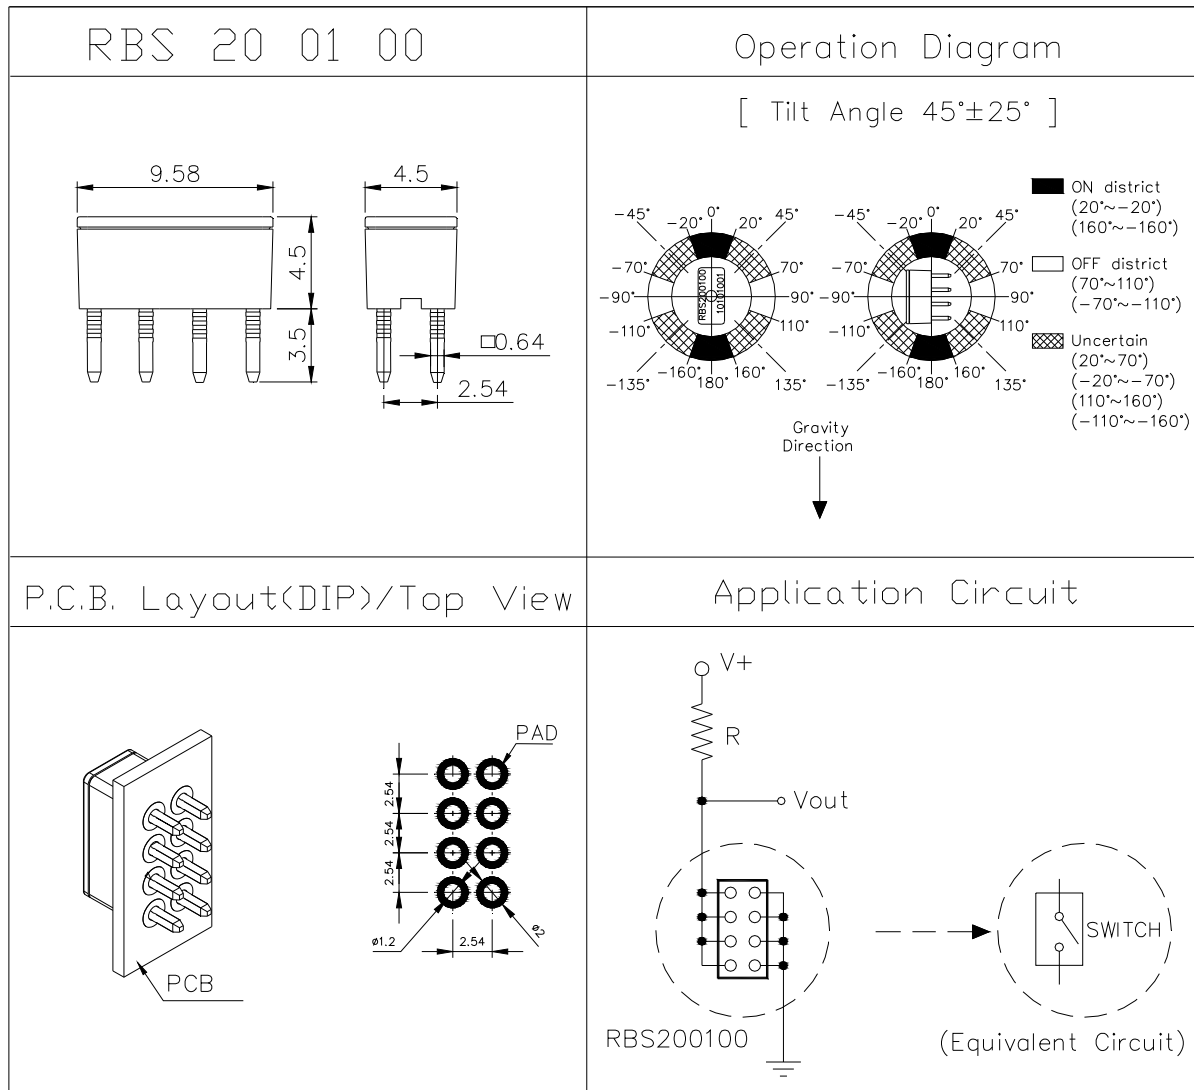 RBS 20 01 00
9.58
4.5
4.5
3.5
□0.64
2.54
Operation Diagram
[ Tilt Angle 45°±25° ]
-45°
-20°
0°
20°
45°
-70°
70°
-90°
90°
-110°
110°
-135°
-160°
180°
160°
135°
RBS200100
10101001
-45°
-20°
0°
20°
45°
-70°
70°
-90°
90°
-110°
110°
-135°
-160°
180°
160°
135°
ON district
(20°~-20°)
(160°~-160°)
OFF district
(70°~110°)
(-70°~-110°)
Uncertain
(20°~70°)
(-20°~-70°)
(110°~160°)
(-110°~-160°)
Gravity
Direction
P.C.B. Layout(DIP)/Top View
PCB
PAD
2.54
2.54
2.54
ø1.2
2.54
ø2
Application Circuit
V+
R
Vout
RBS200100
SWITCH
(Equivalent Circuit)